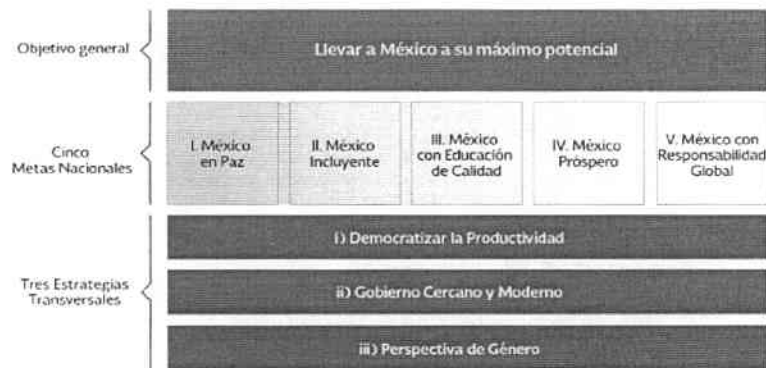 Objetivo general
Llevar a México a su máximo potencial
Cinco
Metas Nacionales
I. México
en Paz
II. México
Incluyente
III. México
con Educación
de Calidad
IV. México
Próspero
V. México con
Responsabilidad
Global
Tres Estrategias
Transversales
i) Democratizar la Productividad
ii) Gobierno Cercano y Moderno
iii) Perspectiva de Género